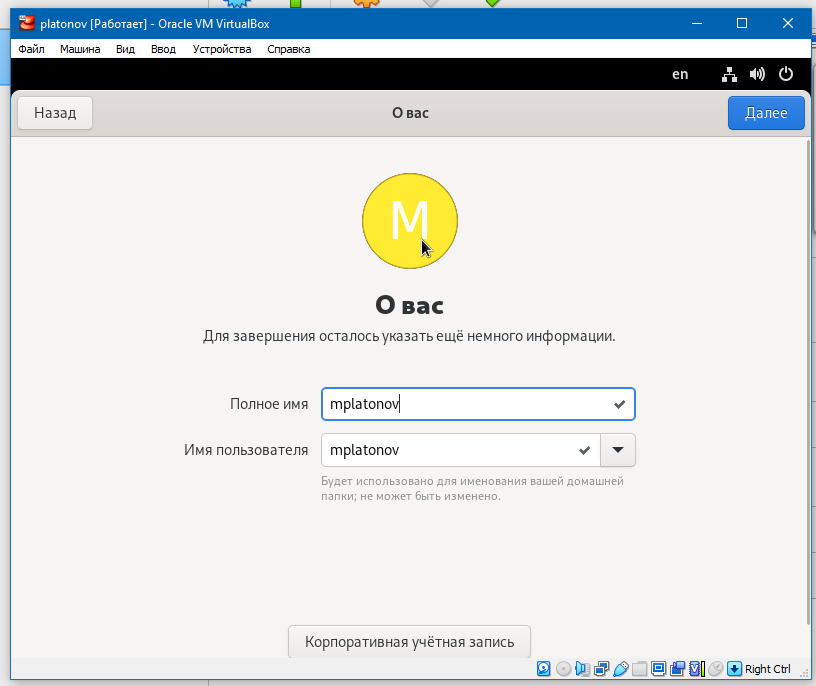 platonov [Работает] - Oracle VM VirtualBox
Файл Машина Вид Ввод Устройства Справка
en
Назад О вас Далее
M
О вас
Для завершения осталось указать ещё немного информации.
Полное имя mplatonov
Имя пользователя mplatonov
Будет использовано для именования вашей домашней
папки; не может быть изменено.
Корпоративная учётная запись
Right Ctrl